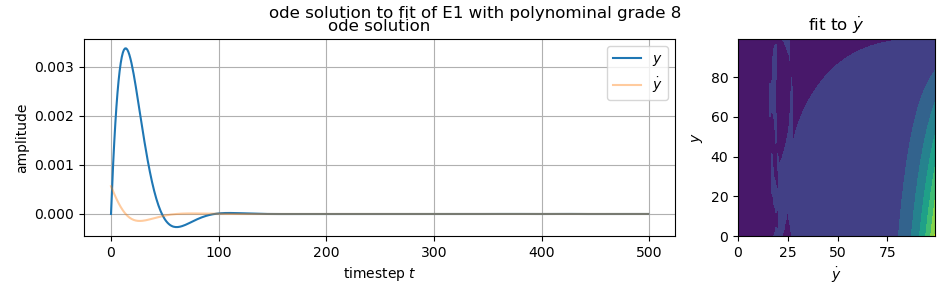 ode solution to fit of E1 with polynominal grade 8
ode solution
fit to ẏ
amplitude
0.003
0.002
0.001
0.000
0
100
200
300
400
500
timestep t
y
ẏ
y
80
60
40
20
0
0
25
50
75
ẏ